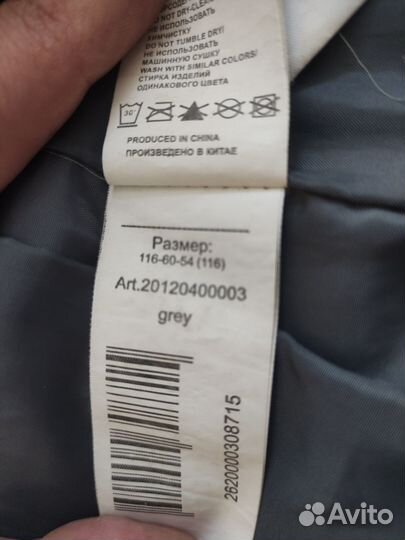 DO NOT DRY-CLEAN
ХИМЧИСТКУ
DO NOT TUMBLE DRY/
НЕ ИСПОЛЬЗОВАТЬ
МАШИННУЮ СУШКУ
WASH WITH SIMILAR COLORS/
СТИРКА ИЗДЕЛИЙ
ОДИНАКОВОГО ЦВЕТА
30°
PRODUCED IN CHINA
ПРОИЗВЕДЕНО В КИТАЕ
Размер:
116-60-54 (116)
Art.20120400003
grey
2620000308715
Avito